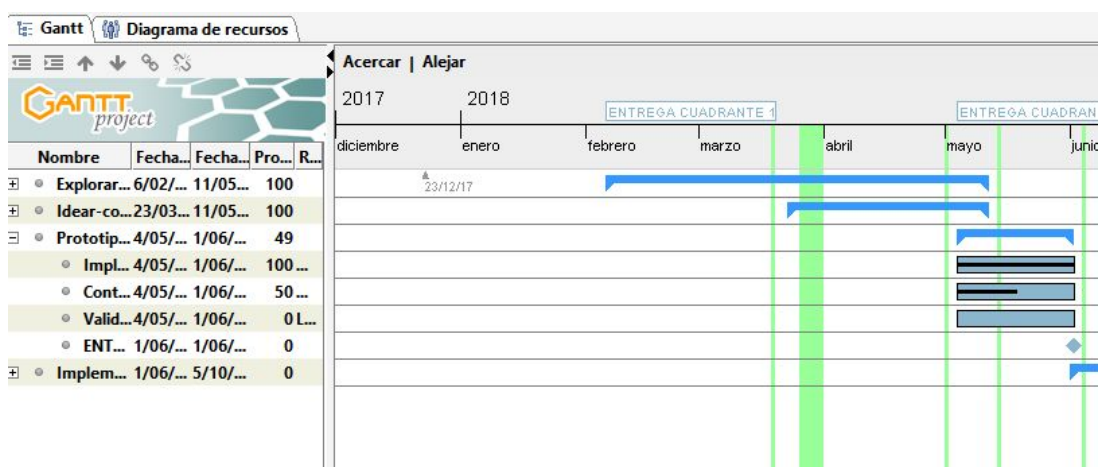 Gantt Diagrama de recursos
Acercar | Alejar
GANTT
project
2017 2018
ENTREGA CUADRANTE 1 ENTREGA CUADRAN
diciembre enero febrero marzo abril mayo junio
Nombre Fecha... Fecha... Pro... R...
23/12/17
Explorar... 6/02/... 11/05... 100
Idear-co... 23/03... 11/05... 100
Prototip... 4/05/... 1/06/... 49
Impl... 4/05/... 1/06/... 100 ...
Cont... 4/05/... 1/06/... 50 ...
Valid... 4/05/... 1/06/... 0 L...
ENT... 1/06/... 1/06/... 0
Implem... 1/06/... 5/10/... 0